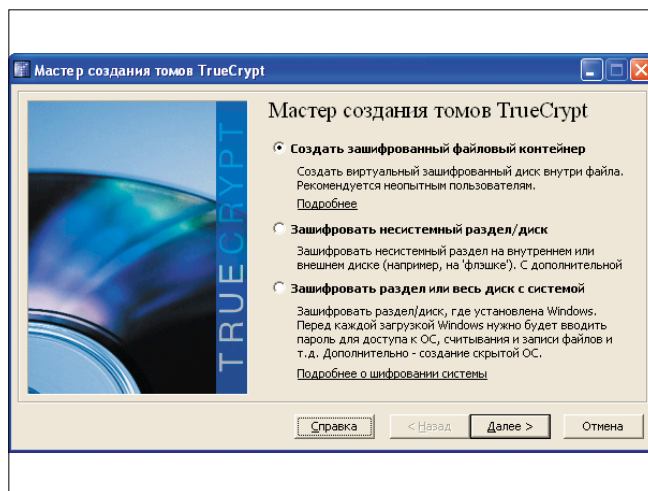 Мастер создания томов TrueCrypt
TRUECRYPT
Мастер создания томов TrueCrypt
Создать зашифрованный файловый контейнер
Создать виртуальный зашифрованный диск внутри файла.
Рекомендуется неопытным пользователям.
Подробнее
Зашифровать несистемный раздел/диск
Зашифровать несистемный раздел на внутреннем или
внешнем диске (например, на 'флэшке'). С дополнительной
Зашифровать раздел или весь диск с системой
Зашифровать раздел/диск, где установлена Windows.
Перед каждой загрузкой Windows нужно будет вводить
пароль для доступа к ОС, считывания и записи файлов и
т.д. Дополнительно - создание скрытой ОС.
Подробнее о шифровании системы
Справка
< Назад
Далее >
Отмена